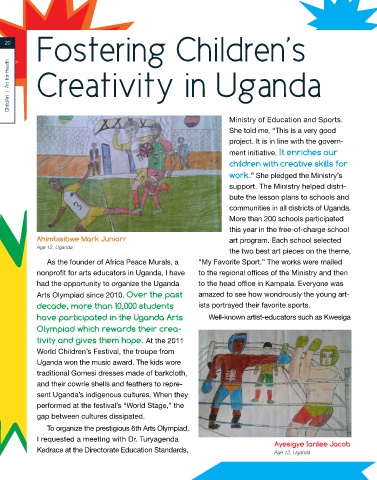 20
ChildArt | Art for Health
Fostering Children's
Creativity in Uganda
Ahimbisibwe Mark Juniorr
Age 12, Uganda
As the founder of Africa Peace Murals, a
nonprofit for arts educators in Uganda, I have
had the opportunity to organize the Uganda
Arts Olympiad since 2010. Over the past
decade, more than 10,000 students
have participated in the Uganda Arts
Olympiad which rewards their crea-
tivity and gives them hope. At the 2011
World Children's Festival, the troupe from
Uganda won the music award. The kids wore
traditional Gomesi dresses made of barkcloth,
and their cowrie shells and feathers to repre-
sent Uganda's indigenous cultures. When they
performed at the festival's "World Stage," the
gap between cultures dissipated.
To organize the prestigious 6th Arts Olympiad,
I requested a meeting with Dr. Turyagenda
Kedrace at the Directorate Education Standards,
Ministry of Education and Sports.
She told me, "This is a very good
project. It is in line with the govern-
ment initiative. It enriches our
children with creative skills for
work." She pledged the Ministry's
support. The Ministry helped distri-
bute the lesson plans to schools and
communities in all districts of Uganda.
More than 200 schools participated
this year in the free-of-charge school
art program. Each school selected
the two best art pieces on the theme,
"My Favorite Sport." The works were mailed
to the regional offices of the Ministry and then
to the head office in Kampala. Everyone was
amazed to see how wondrously the young art-
ists portrayed their favorite sports.
Well-known artist-educators such as Kwesiga
Ayesigye Ianlee Jacob
Age 12, Uganda